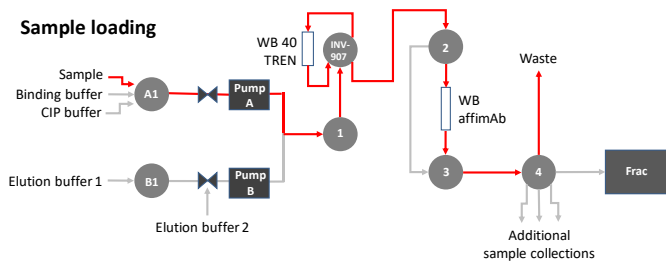 Sample loading
WB 40
TREN
INV-
907
2
Waste
Sample
Binding buffer
CIP buffer
A1
Pump
A
1
WB
affimAb
Elution buffer 1
B1
Pump
B
3
4
Frac
Elution buffer 2
Additional
sample collections